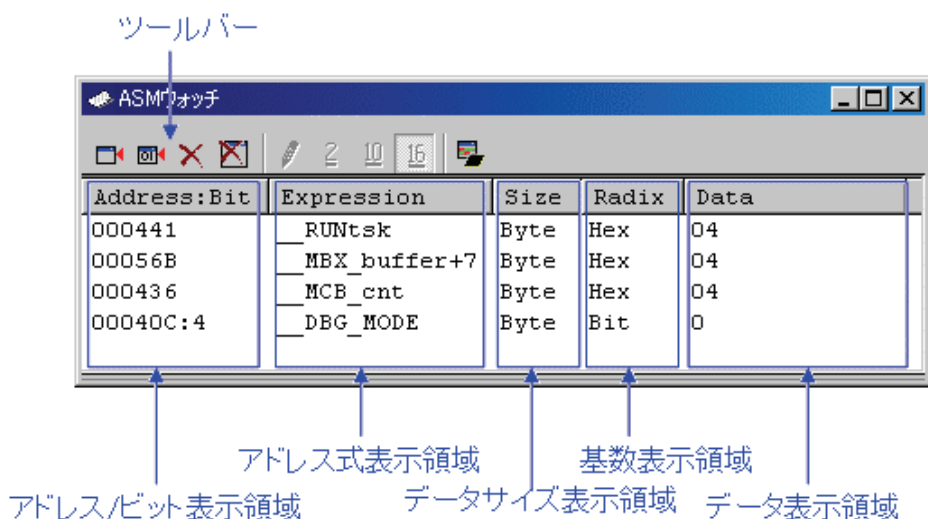 ツールバー
ASMウォッチ
2 10 16
Address:Bit Expression Size Radix Data
000441 __RUNtsk Byte Hex 04
00056B __MBX_buffer+7 Byte Hex 04
000436 __MCB_cnt Byte Hex 04
00040C:4 __DBG_MODE Byte Bit 0
アドレス式表示領域 基数表示領域
アドレス/ビット表示領域 データサイズ表示領域 データ表示領域